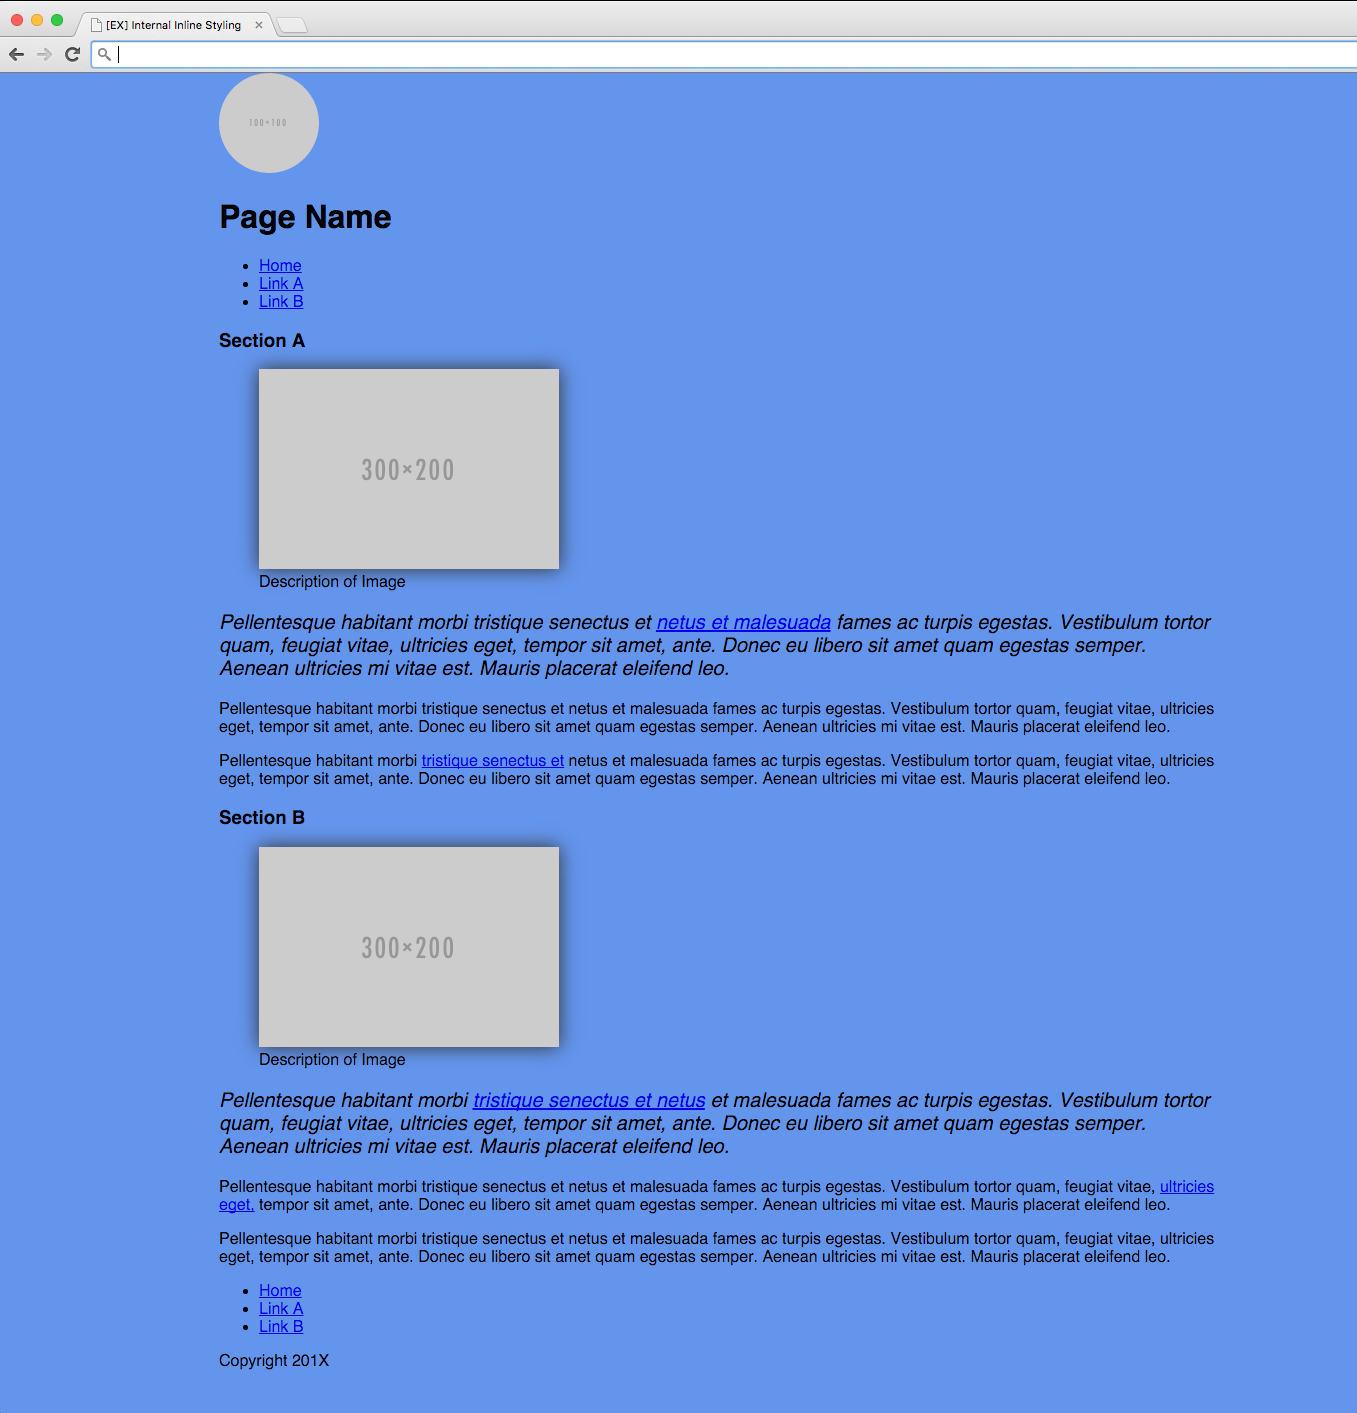 [EX] Internal Inline Styling
100×100
Page Name
Home
Link A
Link B
Section A
300×200
Description of Image
Pellentesque habitant morbi tristique senectus et netus et malesuada fames ac turpis egestas. Vestibulum tortor
quam, feugiat vitae, ultricies eget, tempor sit amet, ante. Donec eu libero sit amet quam egestas semper.
Aenean ultricies mi vitae est. Mauris placerat eleifend leo.
Pellentesque habitant morbi tristique senectus et netus et malesuada fames ac turpis egestas. Vestibulum tortor quam, feugiat vitae, ultricies
eget, tempor sit amet, ante. Donec eu libero sit amet quam egestas semper. Aenean ultricies mi vitae est. Mauris placerat eleifend leo.
Pellentesque habitant morbi tristique senectus et netus et malesuada fames ac turpis egestas. Vestibulum tortor quam, feugiat vitae, ultricies
eget, tempor sit amet, ante. Donec eu libero sit amet quam egestas semper. Aenean ultricies mi vitae est. Mauris placerat eleifend leo.
Section B
300×200
Description of Image
Pellentesque habitant morbi tristique senectus et netus et malesuada fames ac turpis egestas. Vestibulum tortor
quam, feugiat vitae, ultricies eget, tempor sit amet, ante. Donec eu libero sit amet quam egestas semper.
Aenean ultricies mi vitae est. Mauris placerat eleifend leo.
Pellentesque habitant morbi tristique senectus et netus et malesuada fames ac turpis egestas. Vestibulum tortor quam, feugiat vitae, ultricies
eget, tempor sit amet, ante. Donec eu libero sit amet quam egestas semper. Aenean ultricies mi vitae est. Mauris placerat eleifend leo.
Pellentesque habitant morbi tristique senectus et netus et malesuada fames ac turpis egestas. Vestibulum tortor quam, feugiat vitae, ultricies
eget, tempor sit amet, ante. Donec eu libero sit amet quam egestas semper. Aenean ultricies mi vitae est. Mauris placerat eleifend leo.
Home
Link A
Link B
Copyright 201X